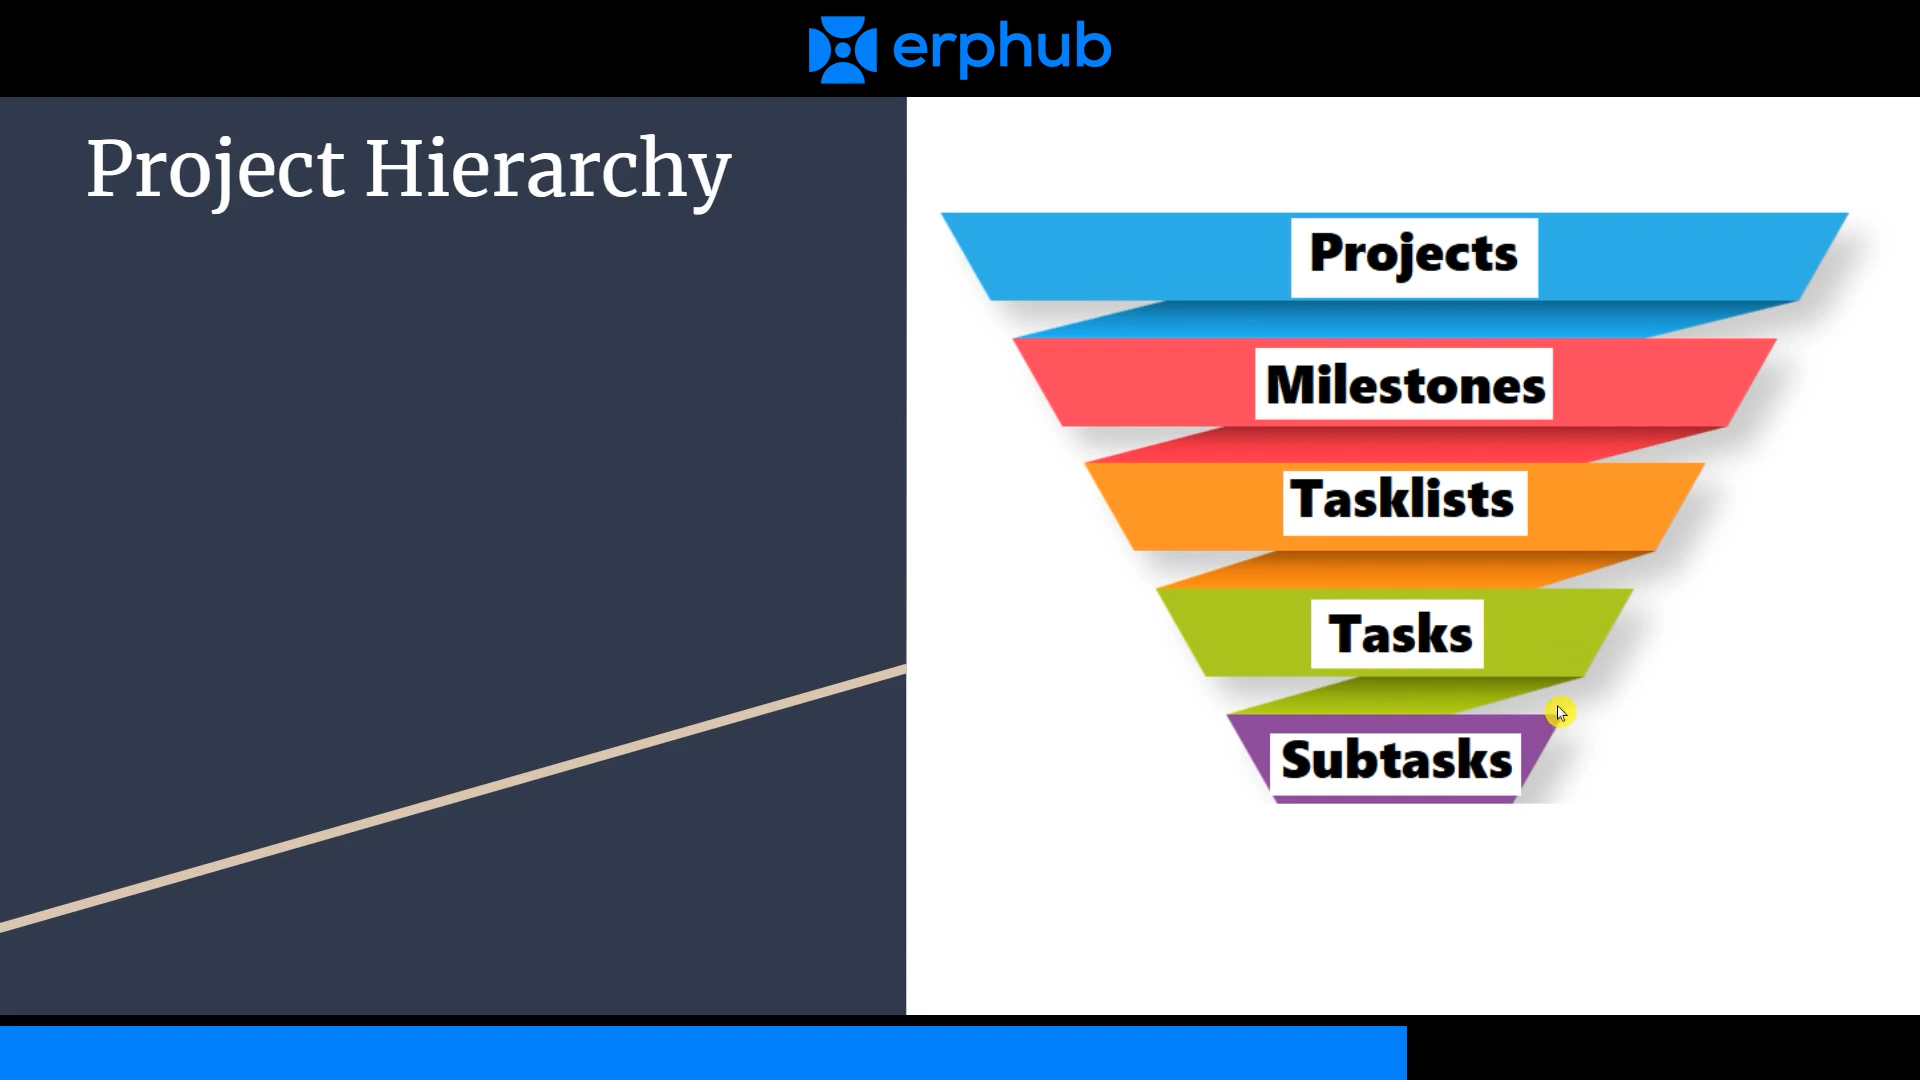 erphub
Project Hierarchy
Projects
Milestones
Tasklists
Tasks
Subtasks